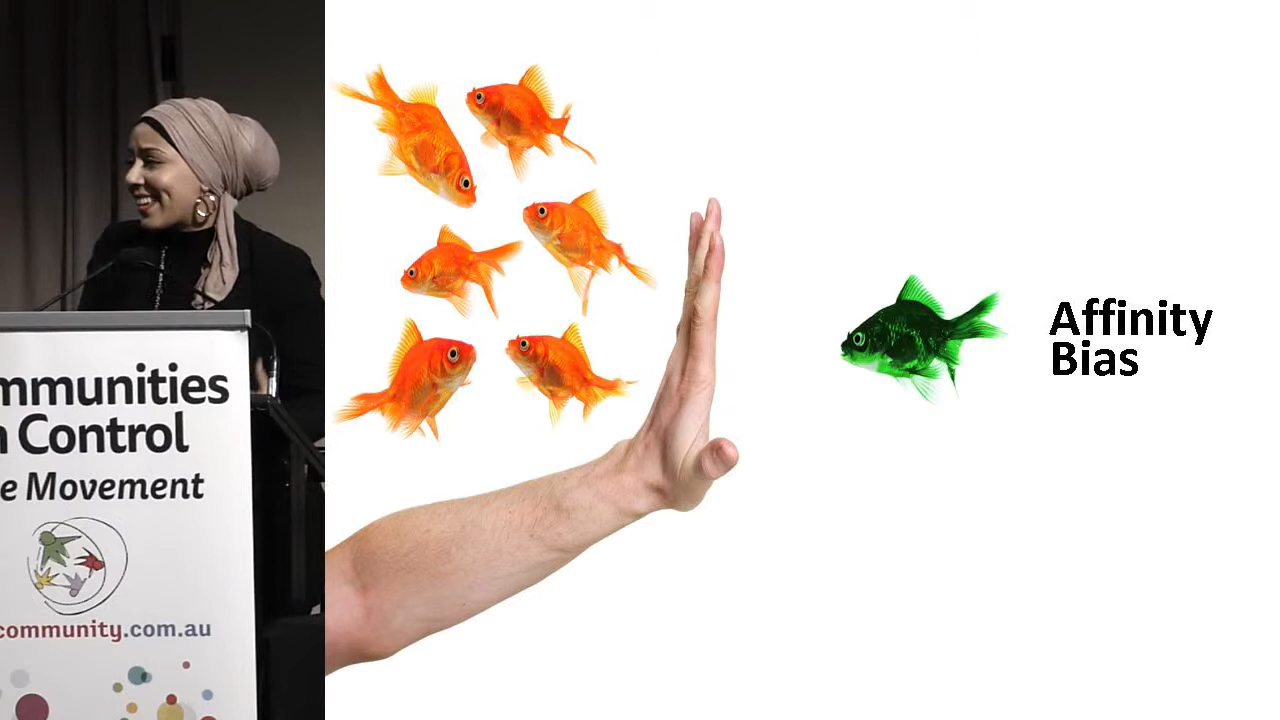 mmunities
n Control
e Movement
community.com.au
Affinity
Bias